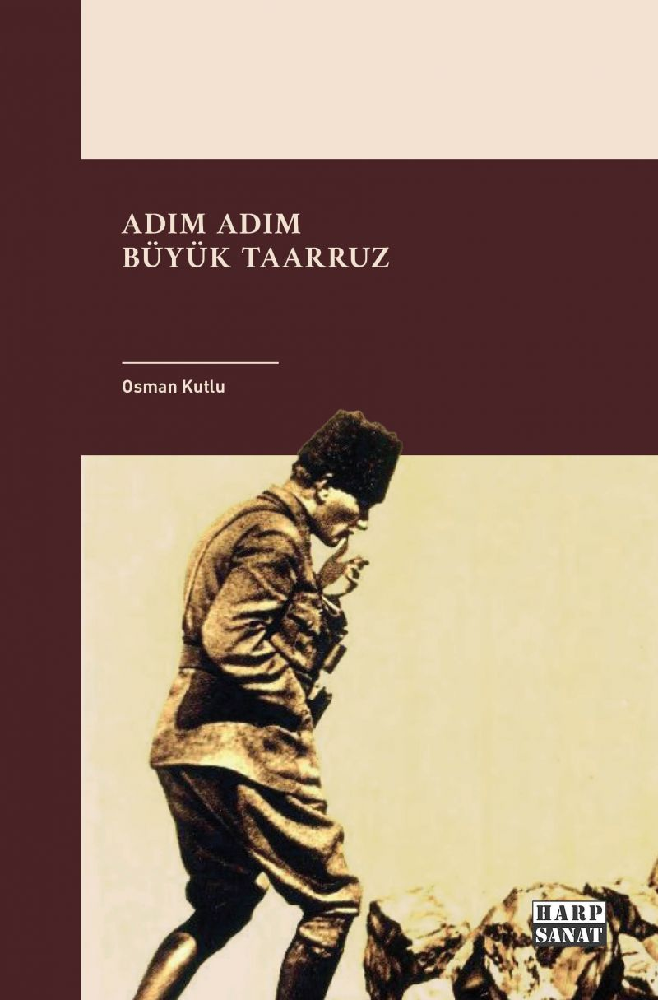 ADIM ADIM
BÜYÜK TAARRUZ
Osman Kutlu
HARP
SANAT